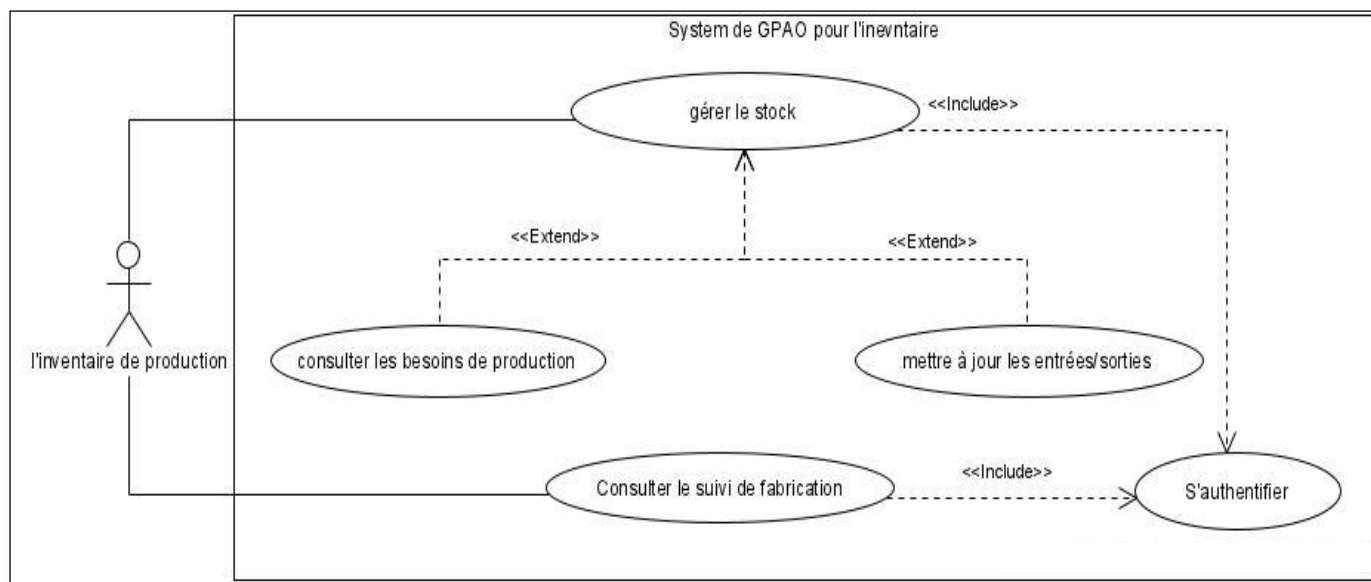 System de GPAO pour l'inevntaire
gérer le stock
<<Include>>
<<Extend>>
<<Extend>>
consulter les besoins de production
mettre à jour les entrées/sorties
l'inventaire de production
Consulter le suivi de fabrication
<<Include>>
S'authentifier